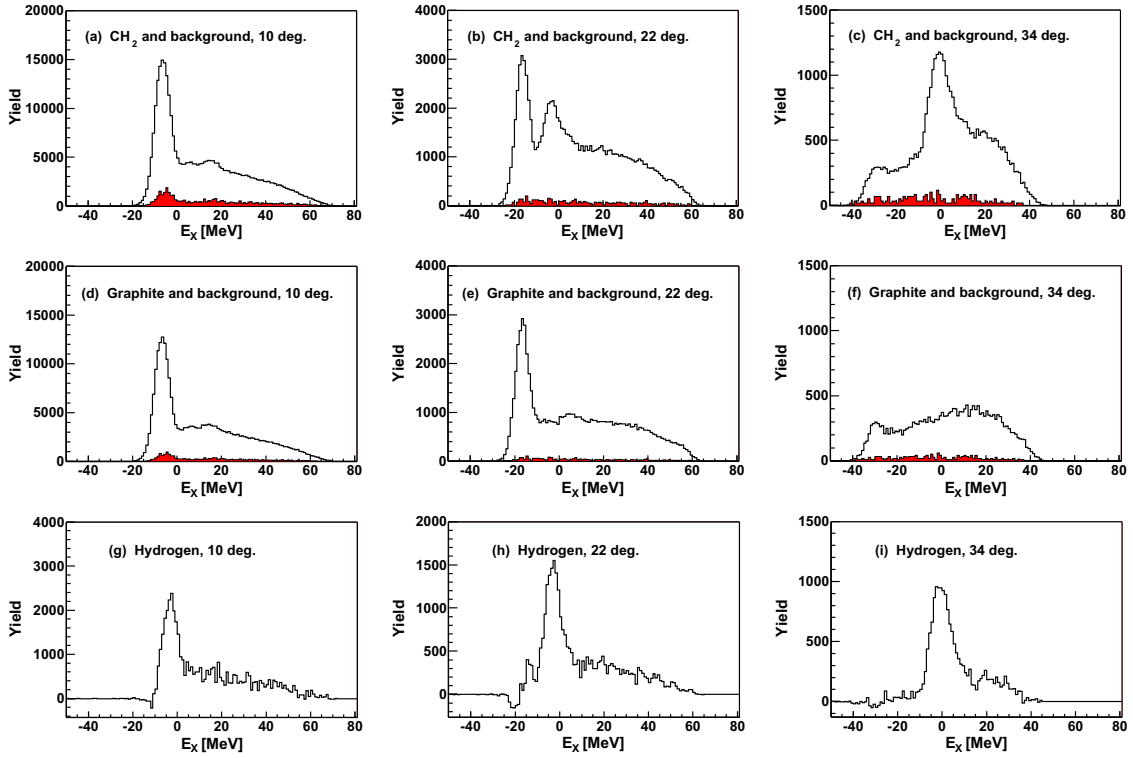 20000
15000
10000
5000
0
Yield
(a) CH2 and background, 10 deg.
-40 -20 0 20 40 60 80
EX [MeV]
4000
3000
2000
1000
0
Yield
(b) CH2 and background, 22 deg.
-40 -20 0 20 40 60 80
EX [MeV]
1500
1000
500
0
Yield
(c) CH2 and background, 34 deg.
-40 -20 0 20 40 60 80
EX [MeV]
20000
15000
10000
5000
0
Yield
(d) Graphite and background, 10 deg.
-40 -20 0 20 40 60 80
EX [MeV]
4000
3000
2000
1000
0
Yield
(e) Graphite and background, 22 deg.
-40 -20 0 20 40 60 80
EX [MeV]
1500
1000
500
0
Yield
(f) Graphite and background, 34 deg.
-40 -20 0 20 40 60 80
EX [MeV]
4000
3000
2000
1000
0
Yield
(g) Hydrogen, 10 deg.
-40 -20 0 20 40 60 80
EX [MeV]
2000
1500
1000
500
0
Yield
(h) Hydrogen, 22 deg.
-40 -20 0 20 40 60 80
EX [MeV]
1500
1000
500
0
Yield
(i) Hydrogen, 34 deg.
-40 -20 0 20 40 60 80
EX [MeV]